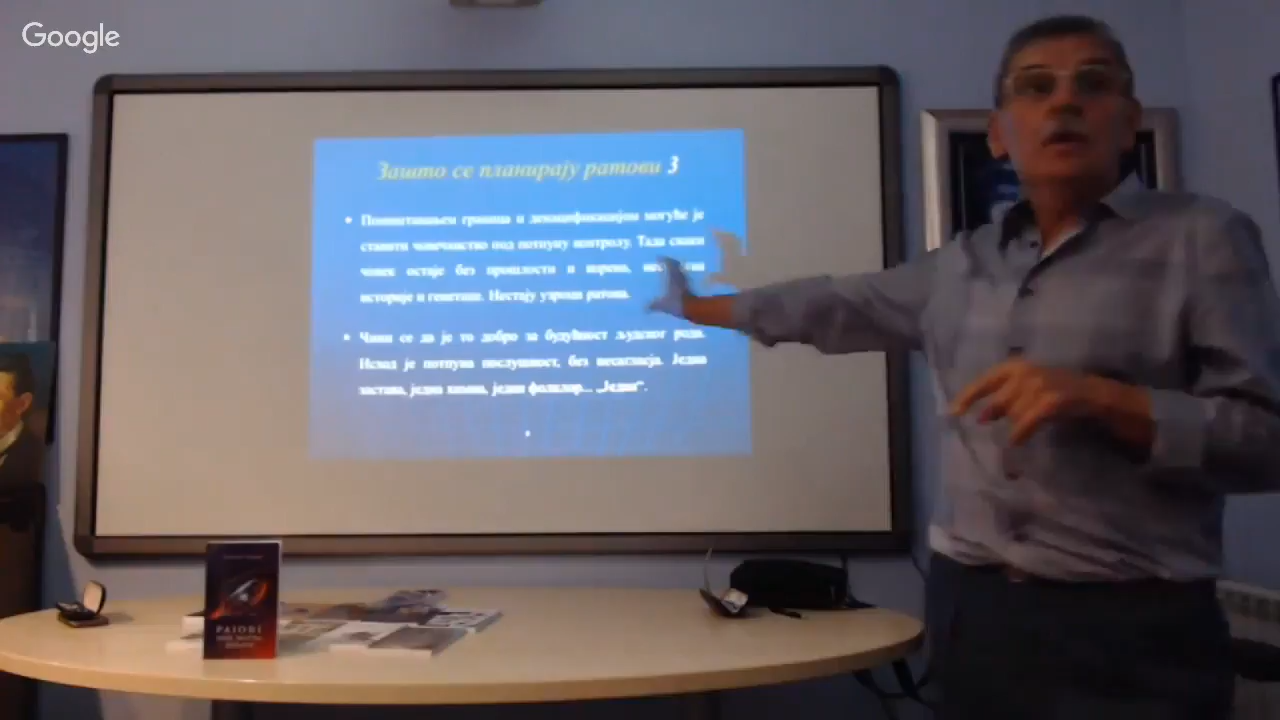 Google
Зашто се планирају ратови 3
• Поништавањем граница и денацификацијом могуће је
ставити човечанство под потпуну контролу. Тада сваки
човек остаје без прошлости и корена,
историје и генетике. Нестају узроци ратова.
• Чини се да је то добро за будућност људског рода.
Исход је потпуна послушност, без несагласја. Једна
застава, једна химна, један фолклор... „Један“.